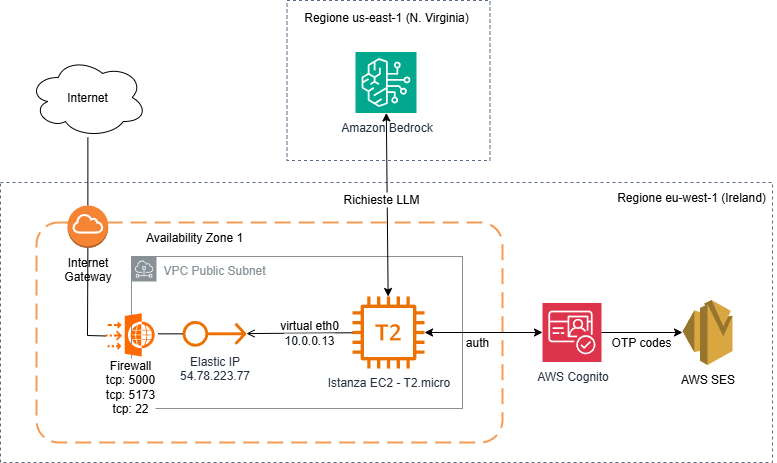 Regione us-east-1 (N. Virginia)
Amazon Bedrock
Internet
Richieste LLM
Regione eu-west-1 (Ireland)
Availability Zone 1
Internet
Gateway
VPC Public Subnet
T2
virtual eth0
10.0.0.13
Elastic IP
54.78.223.77
Firewall
tcp: 5000
tcp: 5173
tcp: 22
Istanza EC2 - T2.micro
auth
AWS Cognito
OTP codes
AWS SES